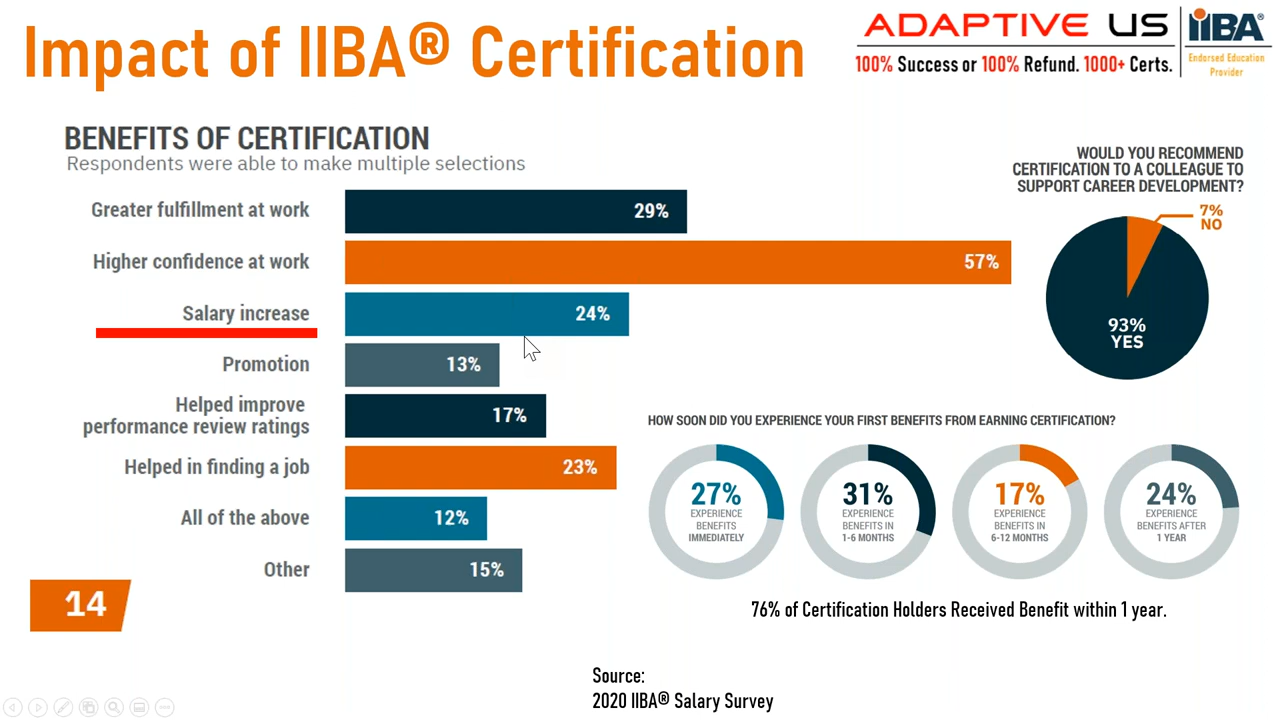 Impact of IIBA® Certification
ADAPTIVE US
100% Success or 100% Refund. 1000+ Certs.
IIBA®
Endorsed Education
Provider
BENEFITS OF CERTIFICATION
Respondents were able to make multiple selections
Greater fulfillment at work
29%
Higher confidence at work
57%
Salary increase
24%
Promotion
13%
Helped improve
performance review ratings
17%
Helped in finding a job
23%
All of the above
12%
Other
15%
WOULD YOU RECOMMEND
CERTIFICATION TO A COLLEAGUE TO
SUPPORT CAREER DEVELOPMENT?
7%
NO
93%
YES
HOW SOON DID YOU EXPERIENCE YOUR FIRST BENEFITS FROM EARNING CERTIFICATION?
27%
EXPERIENCE
BENEFITS
IMMEDIATELY
31%
EXPERIENCE
BENEFITS IN
1-6 MONTHS
17%
EXPERIENCE
BENEFITS IN
6-12 MONTHS
24%
EXPERIENCE
BENEFITS AFTER
1 YEAR
76% of Certification Holders Received Benefit within 1 year.
14
Source:
2020 IIBA® Salary Survey